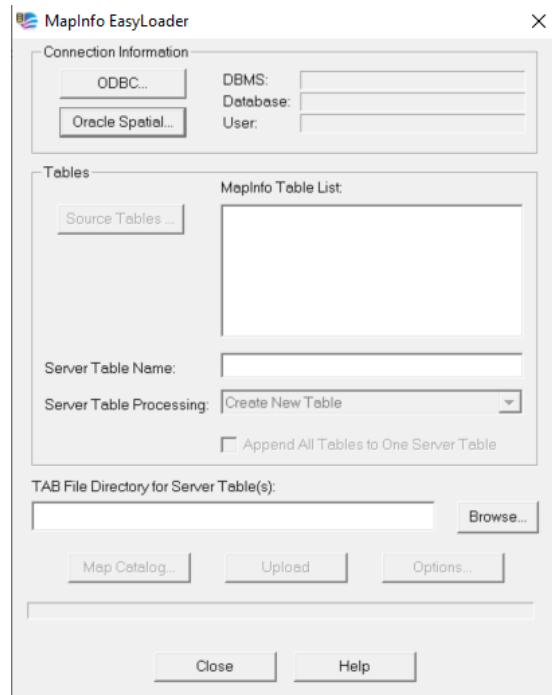 MapInfo EasyLoader
Connection Information
ODBC...
DBMS:
Database:
Oracle Spatial...
User:
Tables
MapInfo Table List:
Source Tables ...
Server Table Name:
Server Table Processing: Create New Table
Append All Tables to One Server Table
TAB File Directory for Server Table(s):
Browse...
Map Catalog... Upload Options...
Close Help